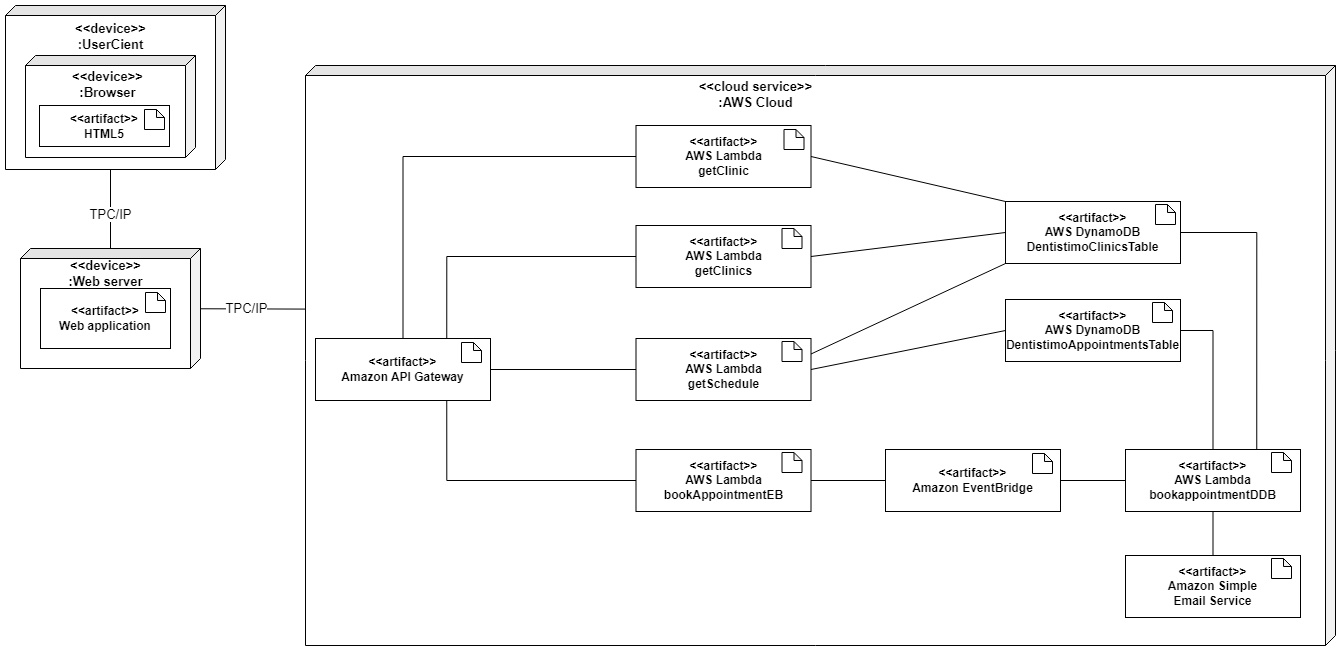 <<device>>
:UserCient
<<device>>
:Browser
<<artifact>>
HTML5
TPC/IP
<<device>>
:Web server
<<artifact>>
Web application
TPC/IP
<<cloud service>>
:AWS Cloud
<<artifact>>
Amazon API Gateway
<<artifact>>
AWS Lambda
getClinic
<<artifact>>
AWS Lambda
getClinics
<<artifact>>
AWS Lambda
getSchedule
<<artifact>>
AWS Lambda
bookAppointmentEB
<<artifact>>
Amazon EventBridge
<<artifact>>
AWS DynamoDB
DentistimoClinicsTable
<<artifact>>
AWS DynamoDB
DentistimoAppointmentsTable
<<artifact>>
AWS Lambda
bookappointmentDDB
<<artifact>>
Amazon Simple
Email Service